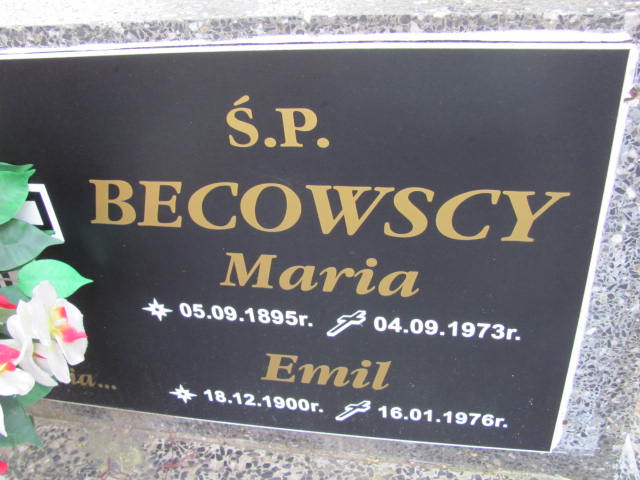 Ś.P.
BECOWSCY
Maria
05.09.1895r. 04.09.1973r.
Emil
18.12.1900r. 16.01.1976r.